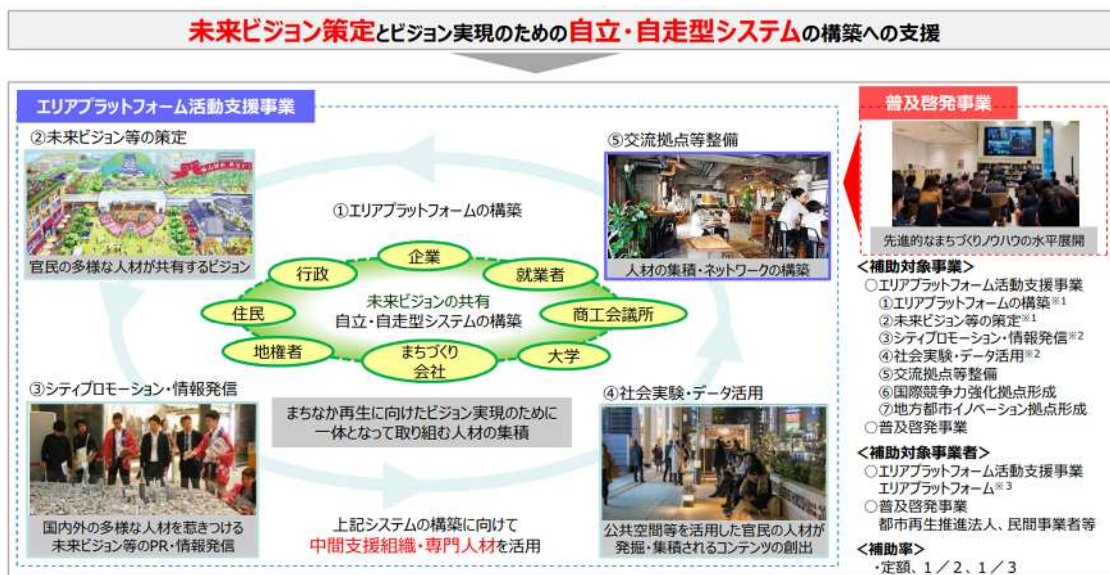 未来ビジョン策定とビジョン実現のための自立・自走型システムの構築への支援
エリアプラットフォーム活動支援事業
②未来ビジョン等の策定
官民の多様な人材が共有するビジョン
①エリアプラットフォームの構築
⑤交流拠点等整備
人材の集積・ネットワークの構築
企業
行政
就業者
住民
商工会議所
地権者
まちづくり
会社
大学
未来ビジョンの共有
自立・自走型システムの構築
③シティプロモーション・情報発信
国内外の多様な人材を惹きつける
未来ビジョン等のPR・情報発信
まちなか再生に向けたビジョン実現のために
一体となって取り組む人材の集積
上記システムの構築に向けて
中間支援組織・専門人材を活用
④社会実験・データ活用
公共空間等を活用した官民の人材が
発掘・集積されるコンテンツの創出
普及啓発事業
先進的なまちづくりノウハウの水平展開
<補助対象事業>
○エリアプラットフォーム活動支援事業
①エリアプラットフォームの構築※1
②未来ビジョン等の策定※1
③シティプロモーション・情報発信※2
④社会実験・データ活用※2
⑤交流拠点等整備
⑥国際競争力強化拠点形成
⑦地方都市イノベーション拠点形成
○普及啓発事業
<補助対象事業者>
○エリアプラットフォーム活動支援事業
エリアプラットフォーム※3
○普及啓発事業
都市再生推進法人、民間事業者等
<補助率>
・定額、1/2、1/3